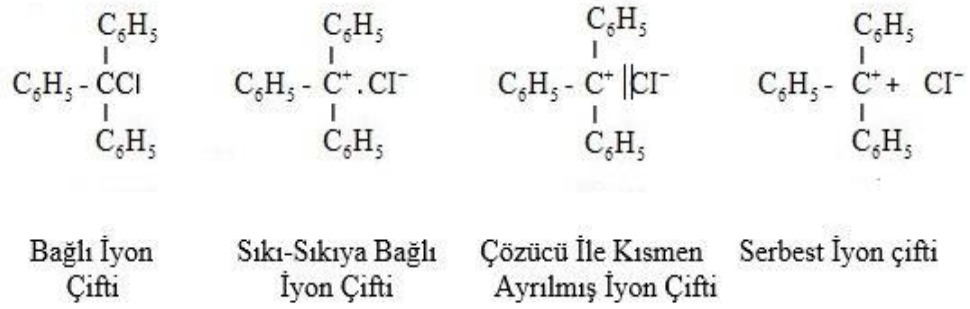 C₆H₅ C₆H₅ C₆H₅ C₆H₅
C₆H₅ - CCl C₆H₅ - C⁺ . Cl⁻ C₆H₅ - C⁺ ||Cl⁻ C₆H₅ - C⁺ + Cl⁻
C₆H₅ C₆H₅ C₆H₅ C₆H₅
Bağlı İyon Sıkı-Sıkıya Bağlı Çözücü İle Kısmen Serbest İyon çifti
Çifti İyon Çifti Ayrılmış İyon Çifti